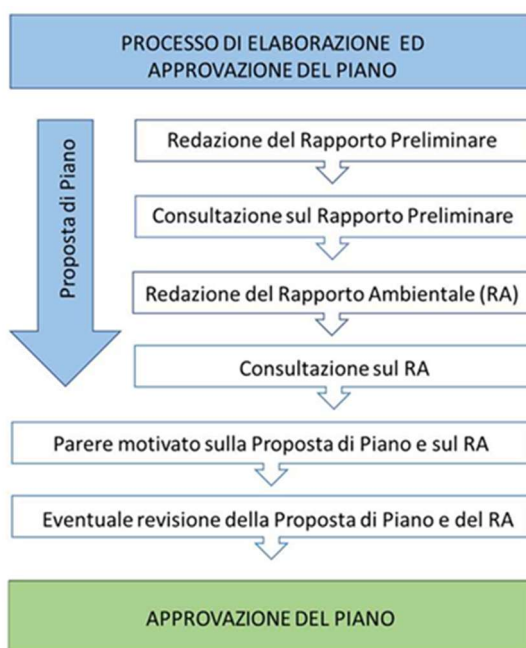 PROCESSO DI ELABORAZIONE ED
APPROVAZIONE DEL PIANO
Proposta di Piano
Redazione del Rapporto Preliminare
Consultazione sul Rapporto Preliminare
Redazione del Rapporto Ambientale (RA)
Consultazione sul RA
Parere motivato sulla Proposta di Piano e sul RA
Eventuale revisione della Proposta di Piano e del RA
APPROVAZIONE DEL PIANO